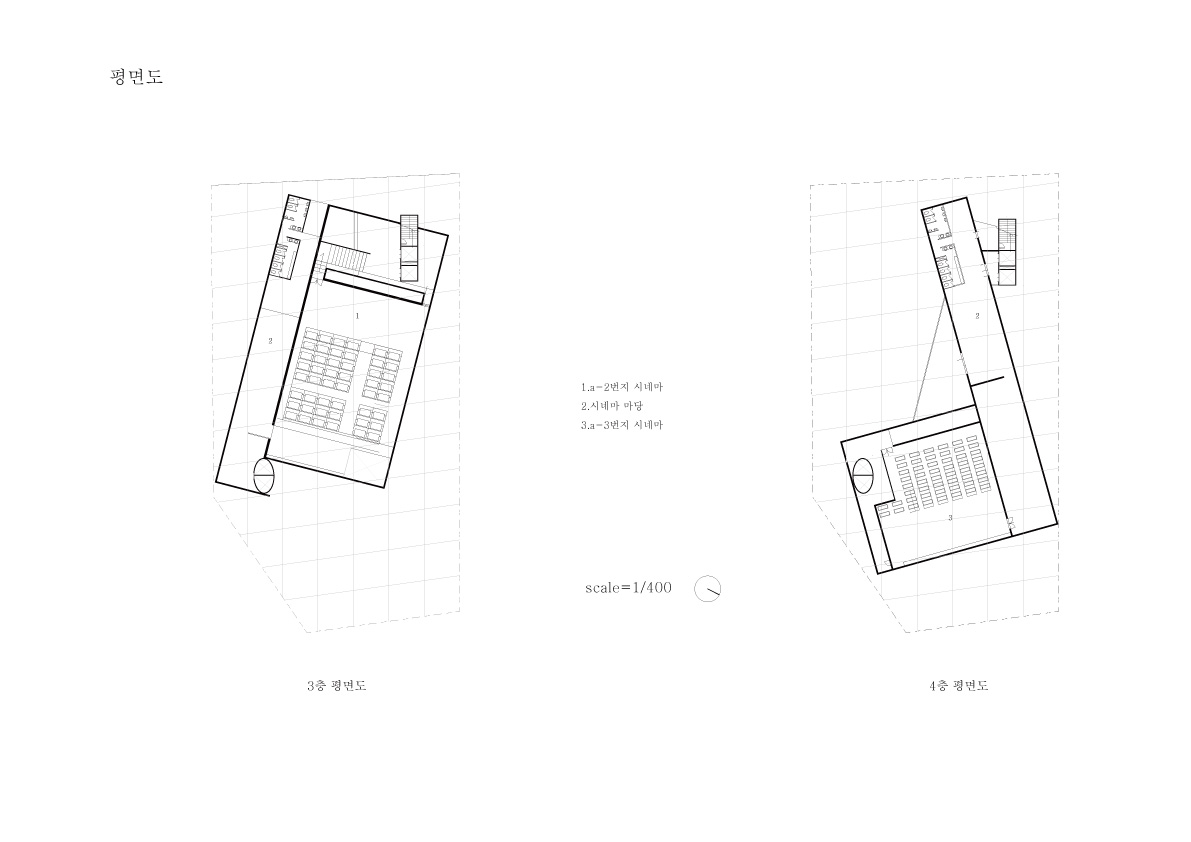 평면도
1
2
1.a-2번지 시네마
2.시네마 마당
3.a-3번지 시네마
scale=1/400
3층 평면도
2
3
4층 평면도